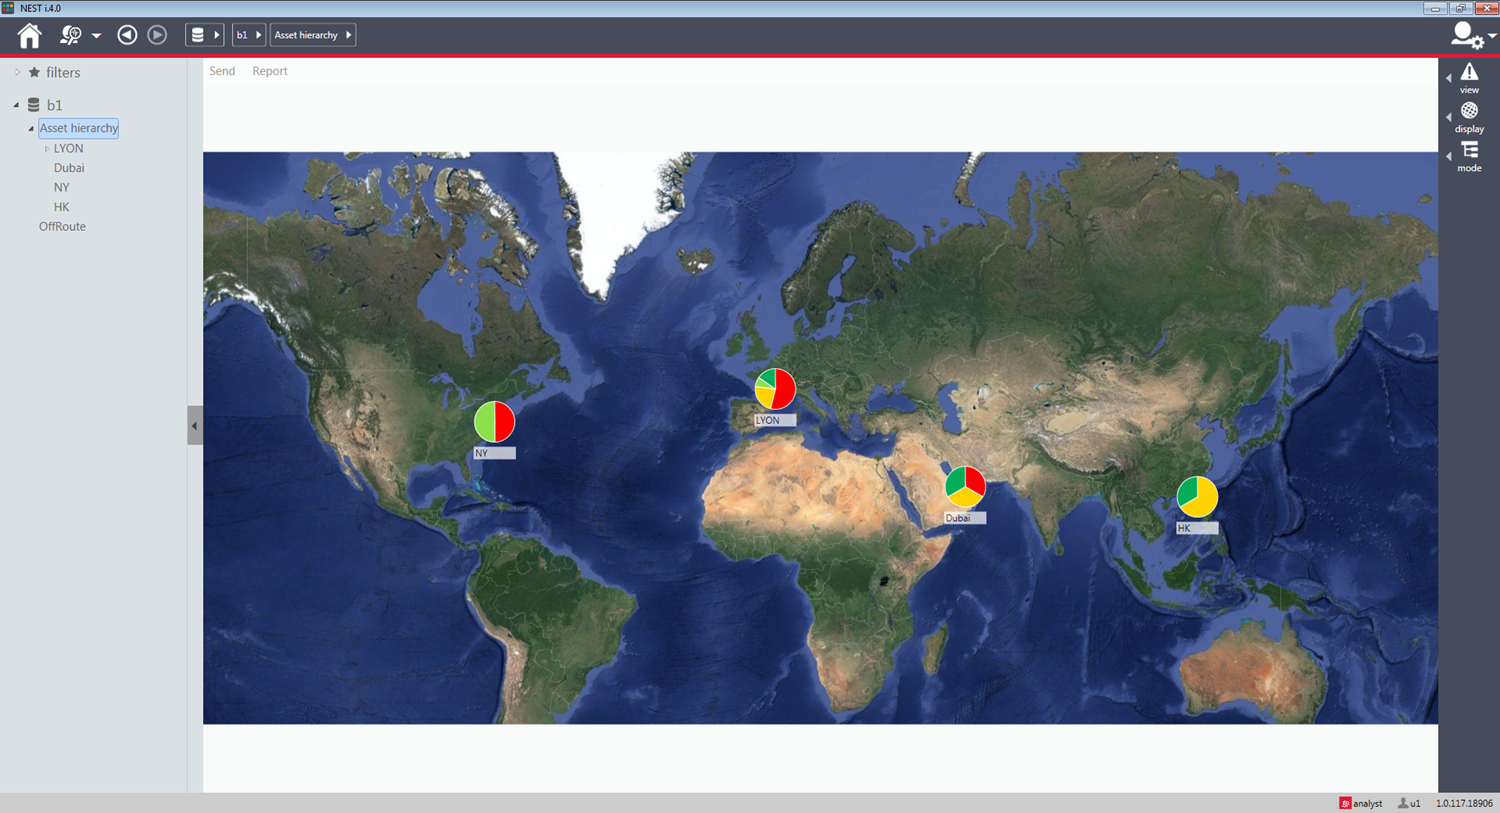 NEST i.4.0
b1
Asset hierarchy
filters
b1
Asset hierarchy
LYON
Dubai
NY
HK
OffRoute
Send Report
view
display
mode
LYON
NY
Dubai
HK
analyst u1 1.0.117.18906